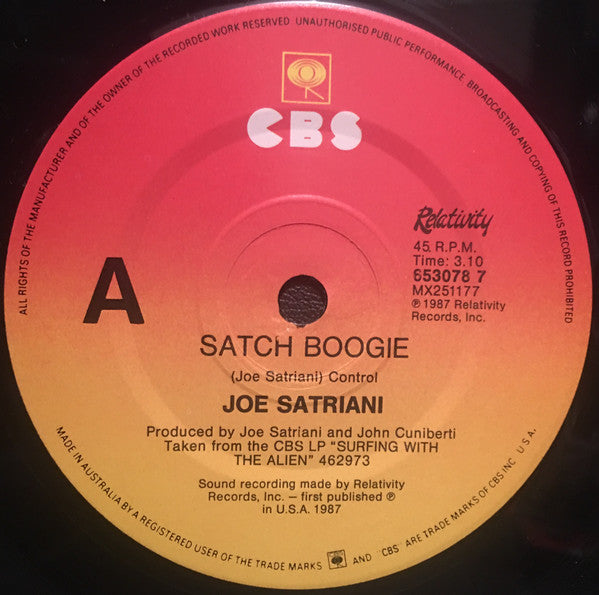 ALL RIGHTS OF THE MANUFACTURER AND OF THE OWNER OF THE RECORDED WORK RESERVED UNAUTHORISED PUBLIC PERFORMANCE, BROADCASTING AND COPYING OF THIS RECORD PROHIBITED
CBS
Relativity
45. R.P.M.
Time: 3.10
653078 7
MX251177
℗ 1987 Relativity
Records, Inc.
A
SATCH BOOGIE
(Joe Satriani) Control
JOE SATRIANI
Produced by Joe Satriani and John Cuniberti
Taken from the CBS LP "SURFING WITH
THE ALIEN" 462973
Sound recording made by Relativity
Records, Inc. – first published ℗
in U.S.A. 1987
MADE IN AUSTRALIA BY A REGISTERED USER OF THE TRADE MARKS AND "CBS" ARE TRADE MARKS OF CBS INC. U.S.A.